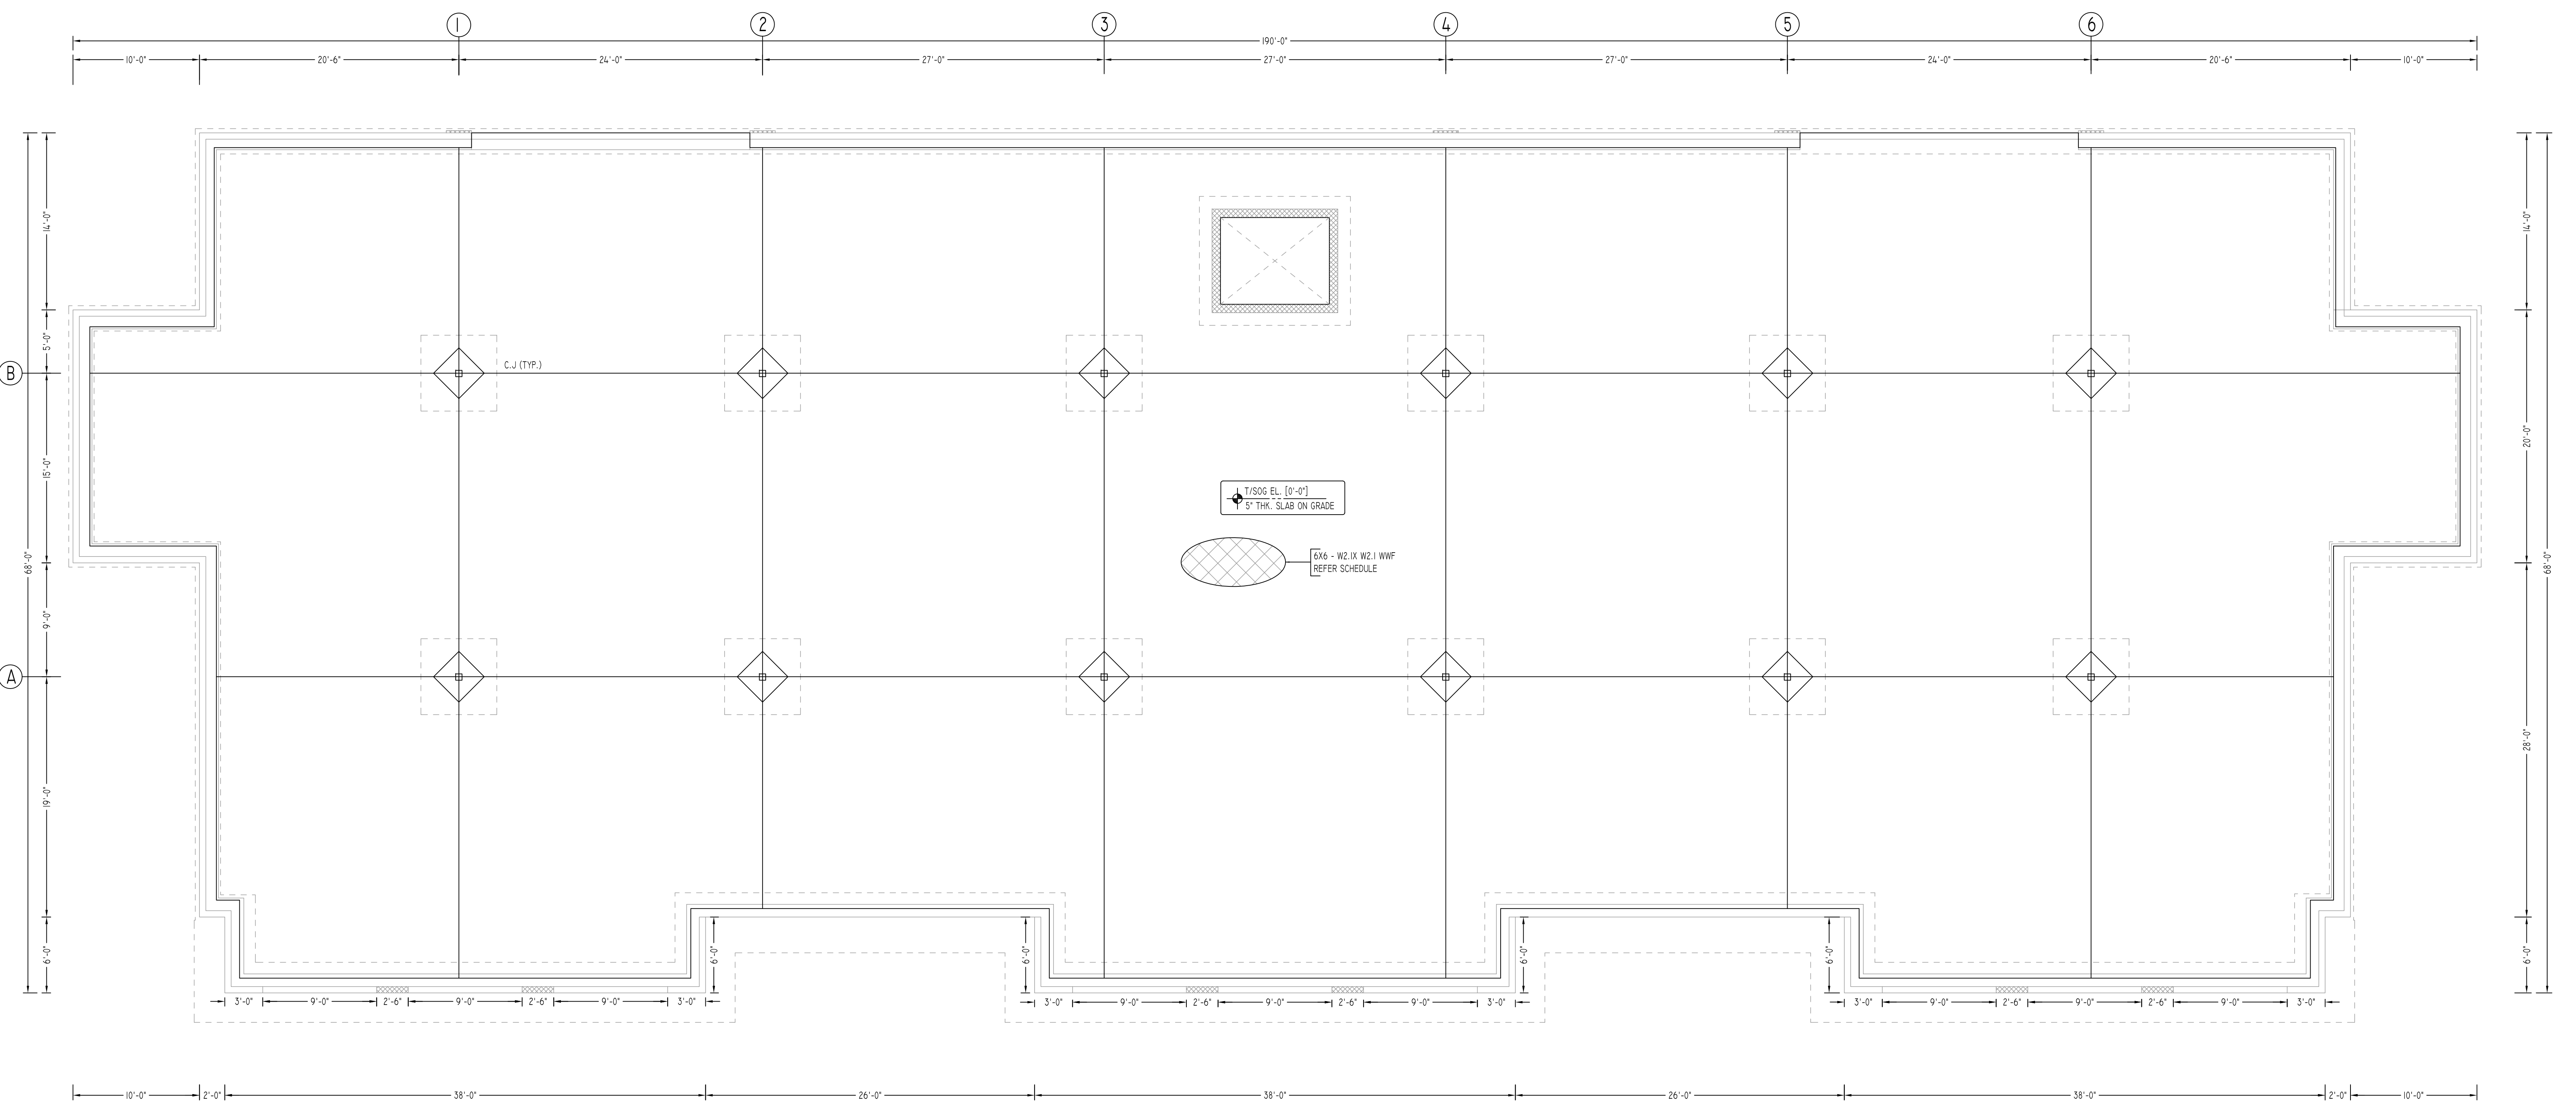 1 2 3 4 5 6
190'-0"
10'-0" 20'-6" 24'-0" 27'-0" 27'-0" 27'-0" 24'-0" 20'-6" 10'-0"
14'-0"
5'-0"
B
15'-0"
68'-0"
9'-0"
A
19'-0"
6'-0"
C.J (TYP.)
T/SOG EL. [0'-0"]
5" THK. SLAB ON GRADE
6X6 - W2.1X W2.1 WWF
REFER SCHEDULE
14'-0"
20'-0"
68'-0"
28'-0"
6'-0"
6'-0" 6'-0" 6'-0" 6'-0"
3'-0" 9'-0" 2'-6" 9'-0" 2'-6" 9'-0" 3'-0" 3'-0" 9'-0" 2'-6" 9'-0" 2'-6" 9'-0" 3'-0" 3'-0" 9'-0" 2'-6" 9'-0" 2'-6" 9'-0" 3'-0"
10'-0" 2'-0" 38'-0" 26'-0" 38'-0" 26'-0" 38'-0" 2'-0" 10'-0"